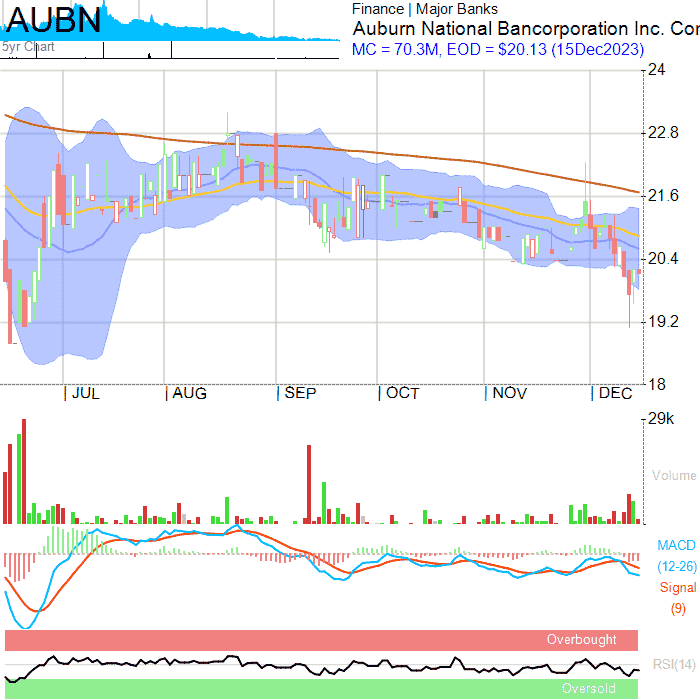 AUBN
5yr Chart
Finance | Major Banks
Auburn National Bancorporation Inc. Cor
MC = 70.3M, EOD = $20.13 (15Dec2023)
24
22.8
21.6
20.4
19.2
18
| JUL | AUG | SEP | OCT | NOV | DEC
29k
Volume
MACD
(12-26)
Signal
(9)
Overbought
RSI(14)
Oversold